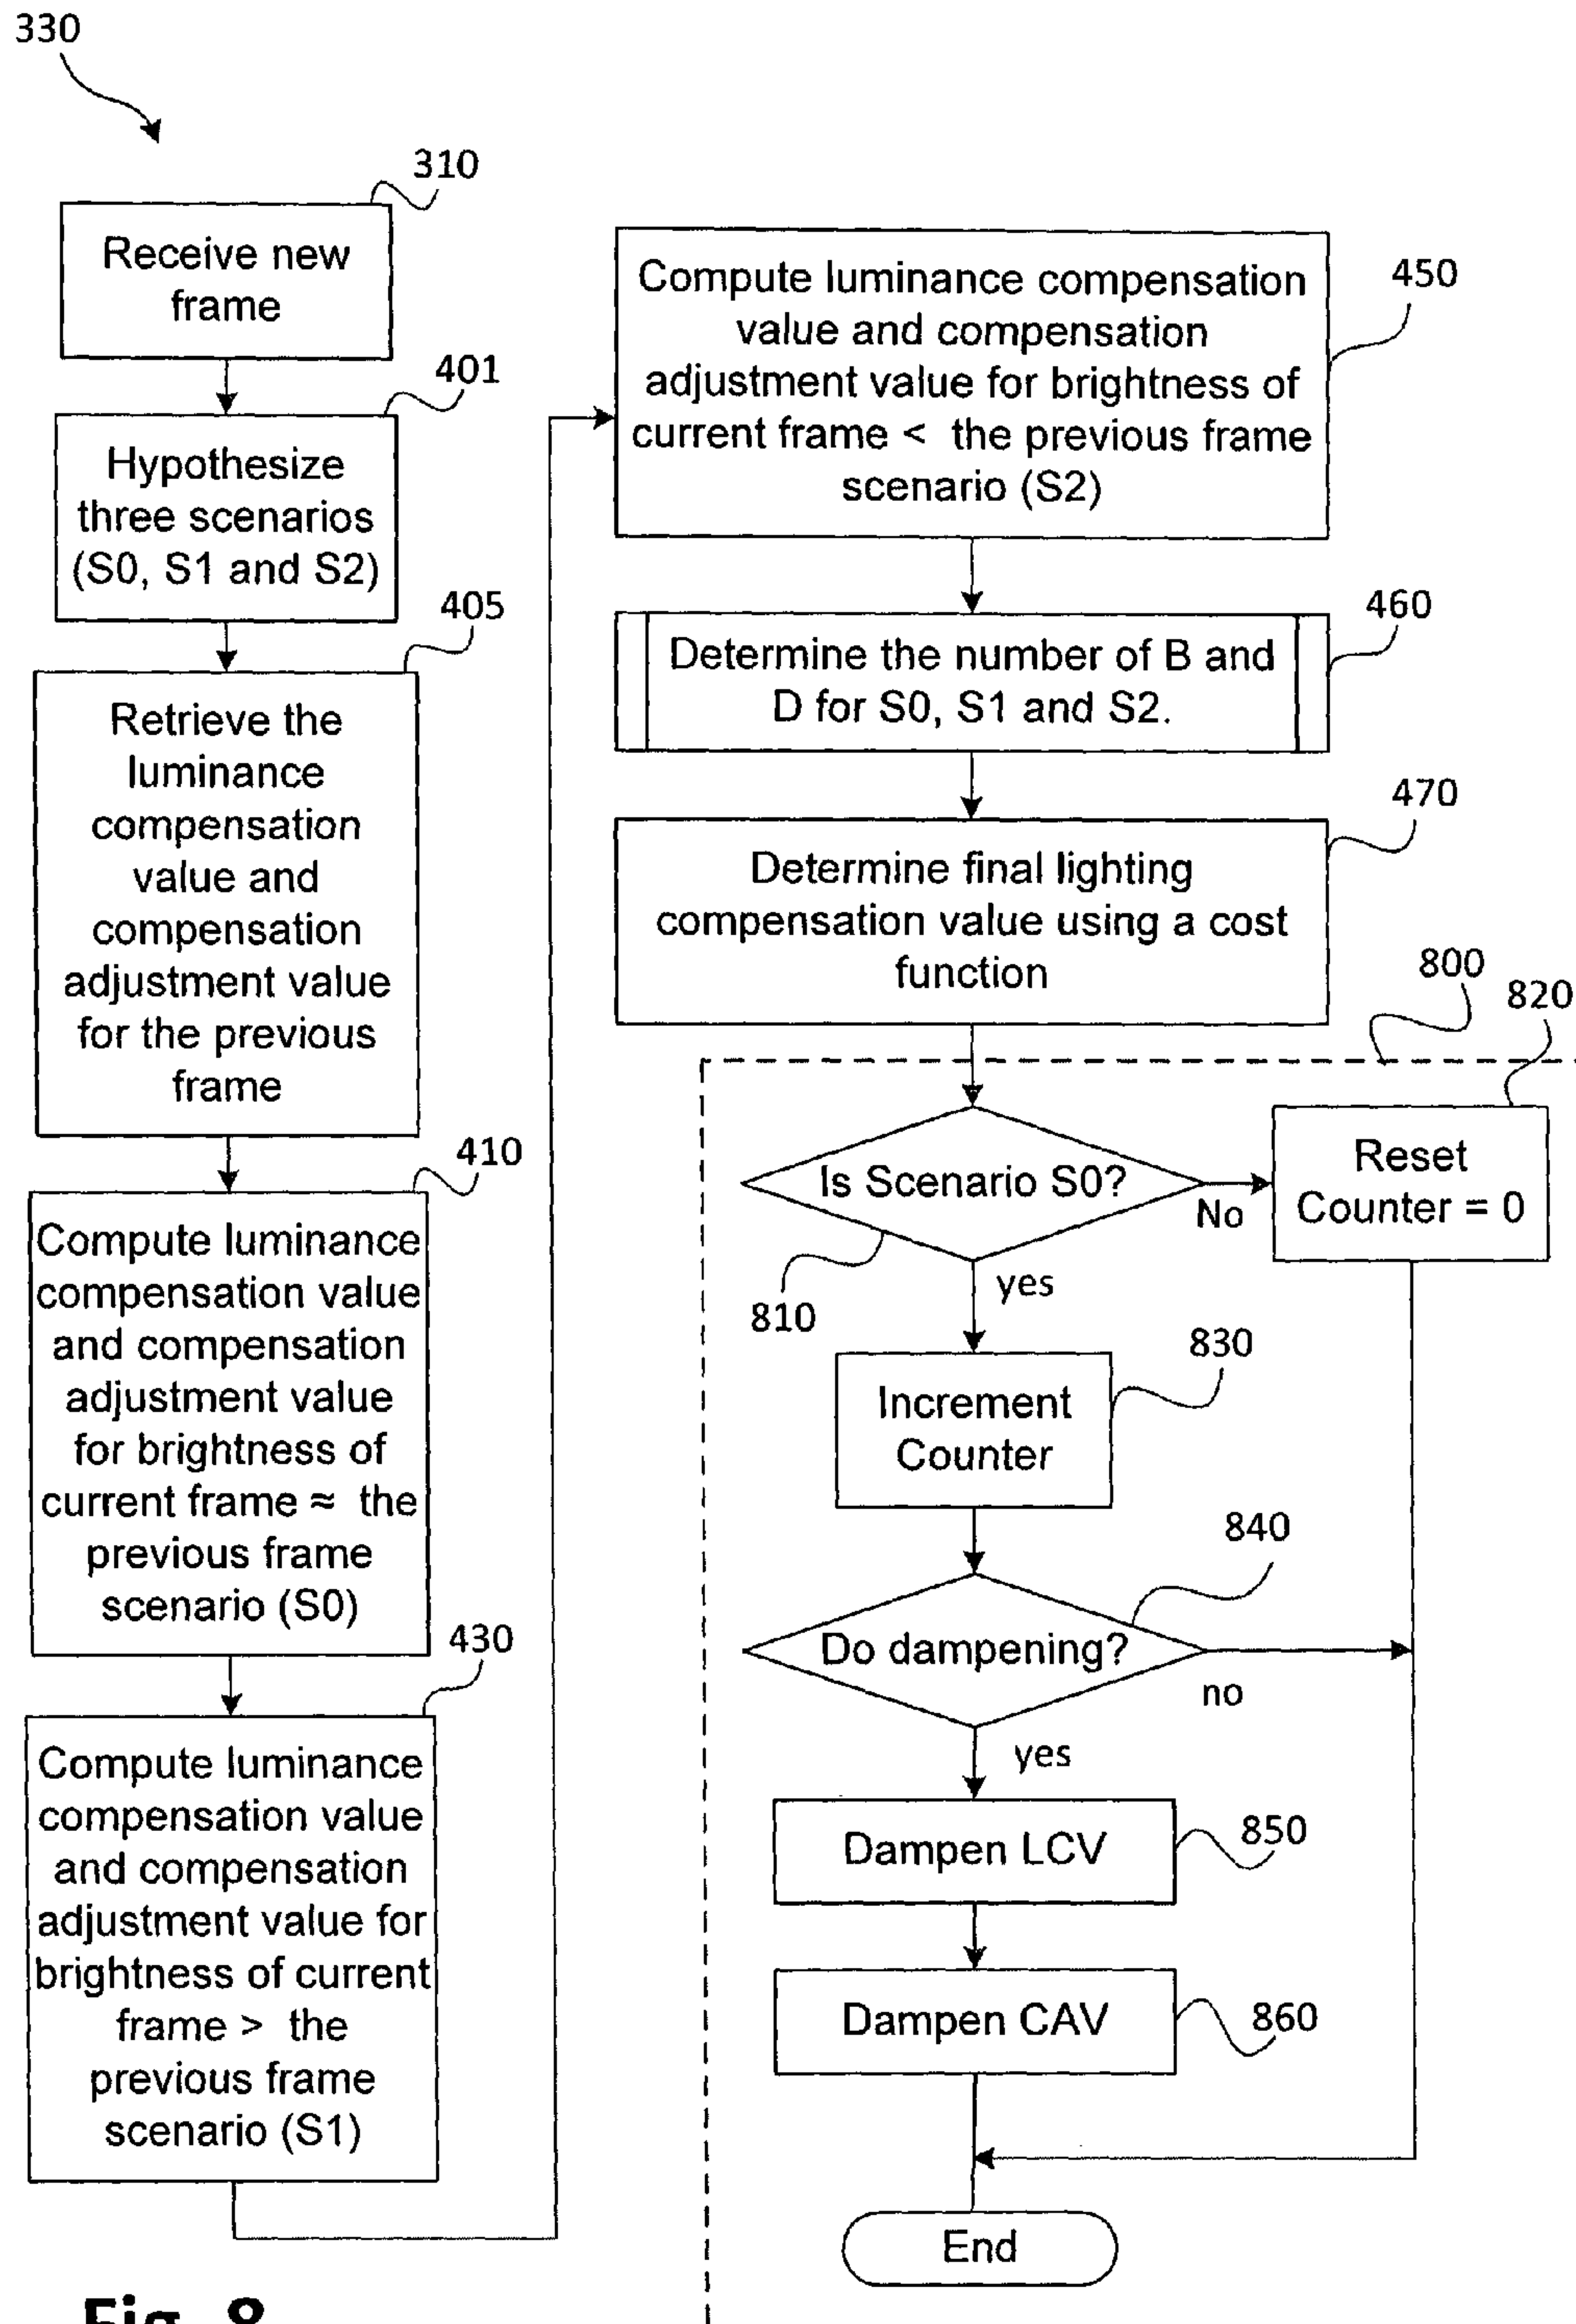 330
310
Receive new
frame
401
Hypothesize
three scenarios
(S0, S1 and S2)
405
Retrieve the
luminance
compensation
value and
compensation
adjustment value
for the previous
frame
410
Compute luminance
compensation value
and compensation
adjustment value
for brightness of
current frame ≈ the
previous frame
scenario (S0)
430
Compute luminance
compensation value
and compensation
adjustment value for
brightness of current
frame > the
previous frame
scenario (S1)
450
Compute luminance compensation
value and compensation
adjustment value for brightness of
current frame < the previous frame
scenario (S2)
460
Determine the number of B and
D for S0, S1 and S2.
470
Determine final lighting
compensation value using a cost
function
800
820
Is Scenario S0?
No
Reset
Counter = 0
810
yes
830
Increment
Counter
840
Do dampening?
no
yes
850
Dampen LCV
860
Dampen CAV
End
Fig. 8